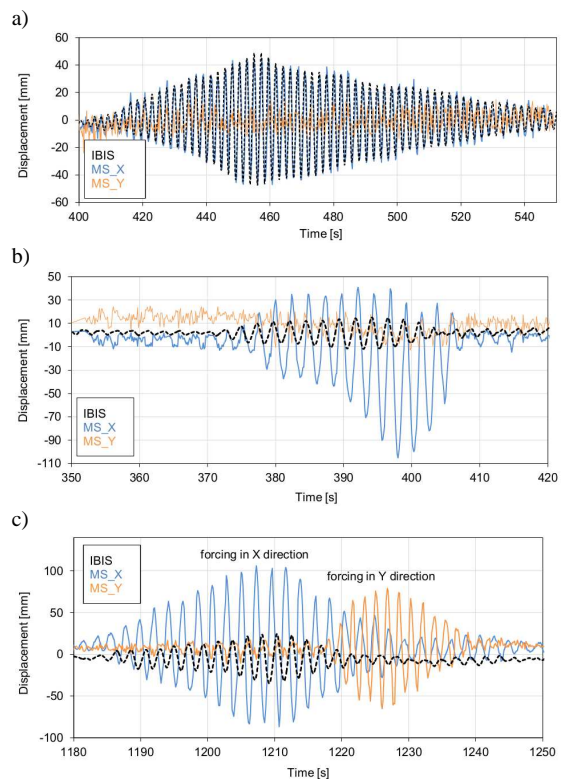 a)
Displacement [mm]
60
40
20
0
-20
-40
-60
IBIS
MS_X
MS_Y
400
420
440
460
480
500
520
540
Time [s]
b)
Displacement [mm]
50
30
10
-10
-30
-50
-70
-90
-110
IBIS
MS_X
MS_Y
350
360
370
380
390
400
410
420
Time [s]
c)
Displacement [mm]
100
50
0
-50
-100
IBIS
MS_X
MS_Y
forcing in X direction
forcing in Y direction
1180
1190
1200
1210
1220
1230
1240
1250
Time [s]